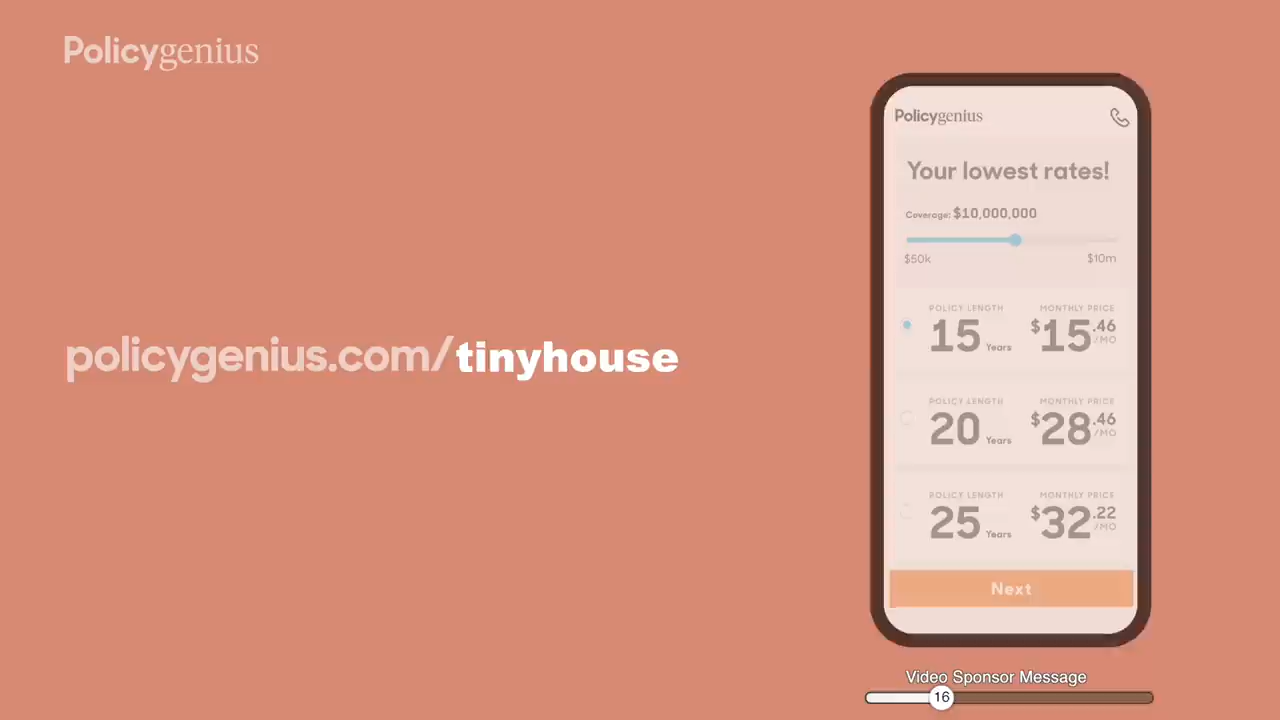 Policygenius
policygenius.com/tinyhouse
Policygenius
Your lowest rates!
Coverage: $10,000,000
$50k $10m
POLICY LENGTH MONTHLY PRICE
15 Years $15.46 /MO
POLICY LENGTH MONTHLY PRICE
20 Years $28.46 /MO
POLICY LENGTH MONTHLY PRICE
25 Years $32.22 /MO
Next
Video Sponsor Message
16